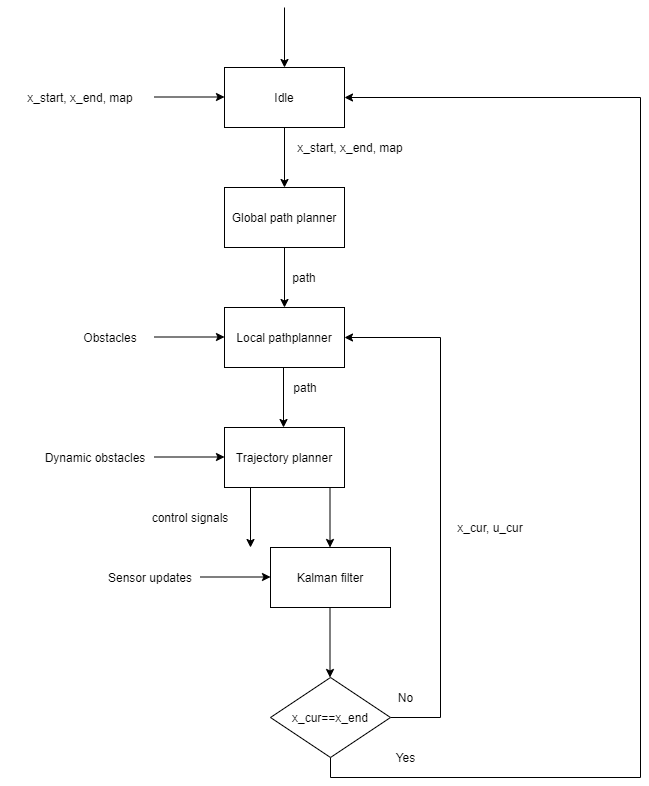 x_start, x_end, map
Idle
x_start, x_end, map
Global path planner
path
Obstacles
Local pathplanner
path
Dynamic obstacles
Trajectory planner
control signals
x_cur, u_cur
Sensor updates
Kalman filter
No
x_cur==x_end
Yes